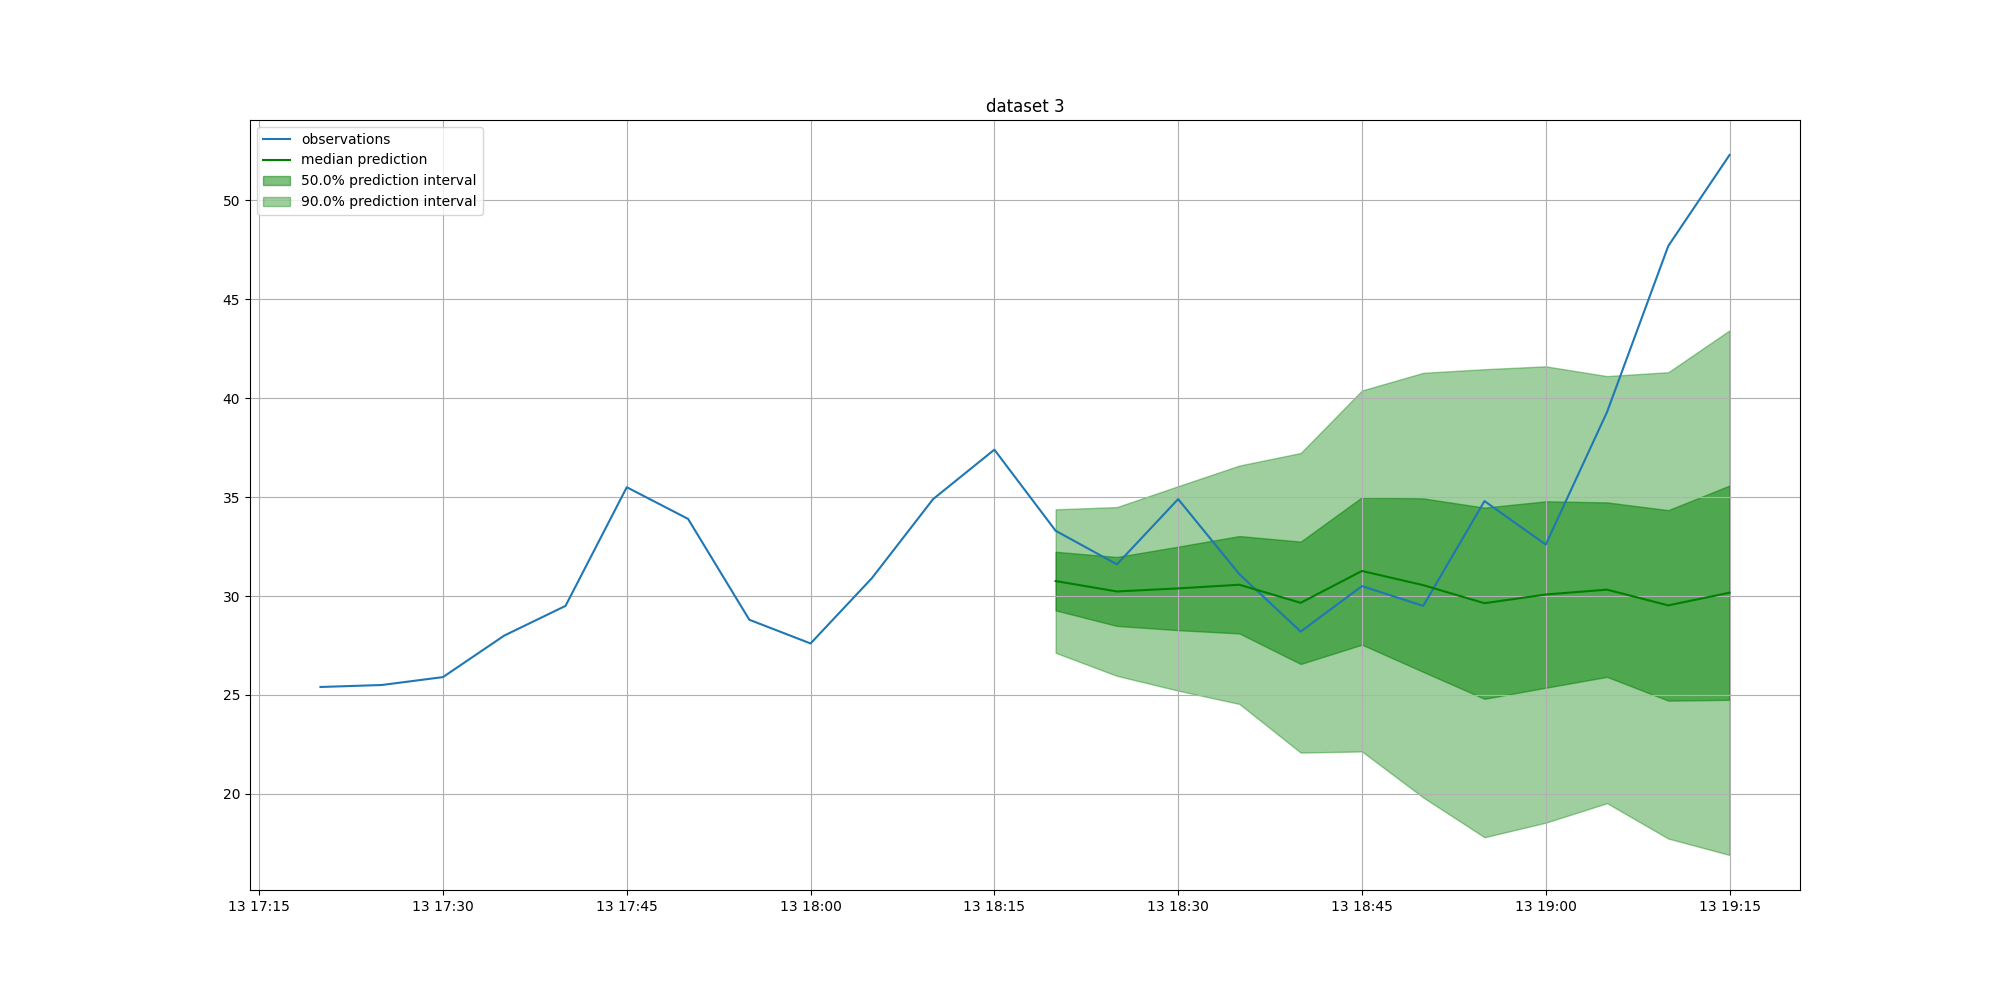 dataset 3
observations
median prediction
50.0% prediction interval
90.0% prediction interval
50
45
40
35
30
25
20
13 17:15 13 17:30 13 17:45 13 18:00 13 18:15 13 18:30 13 18:45 13 19:00 13 19:15